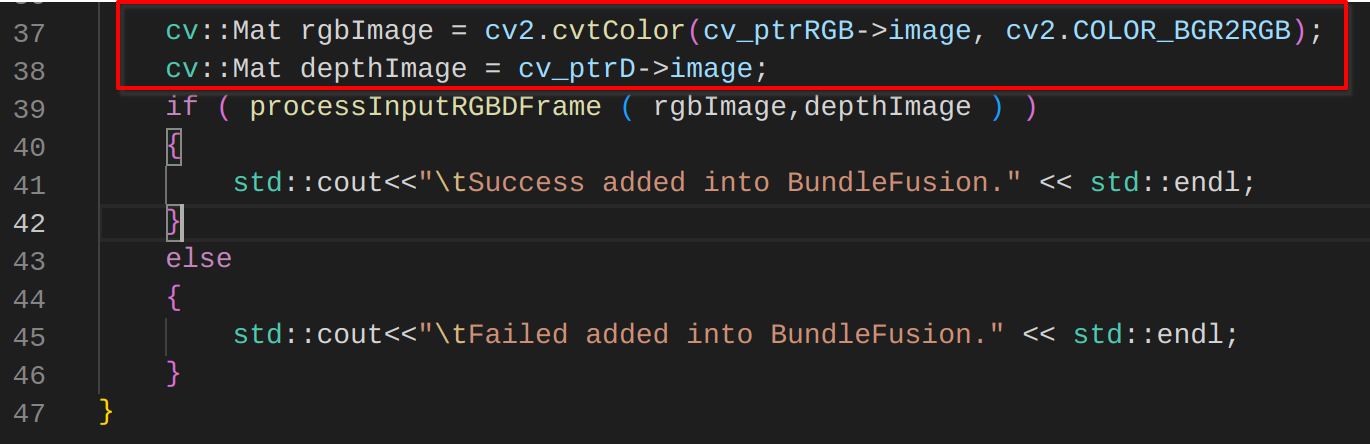 37 cv::Mat rgbImage = cv2.cvtColor(cv_ptrRGB->image, cv2.COLOR_BGR2RGB);
38 cv::Mat depthImage = cv_ptrD->image;
39 if ( processInputRGBDFrame ( rgbImage,depthImage ) )
40 {
41 std::cout<<"\tSuccess added into BundleFusion." << std::endl;
42 }
43 else
44 {
45 std::cout<<"\tFailed added into BundleFusion." << std::endl;
46 }
47 }